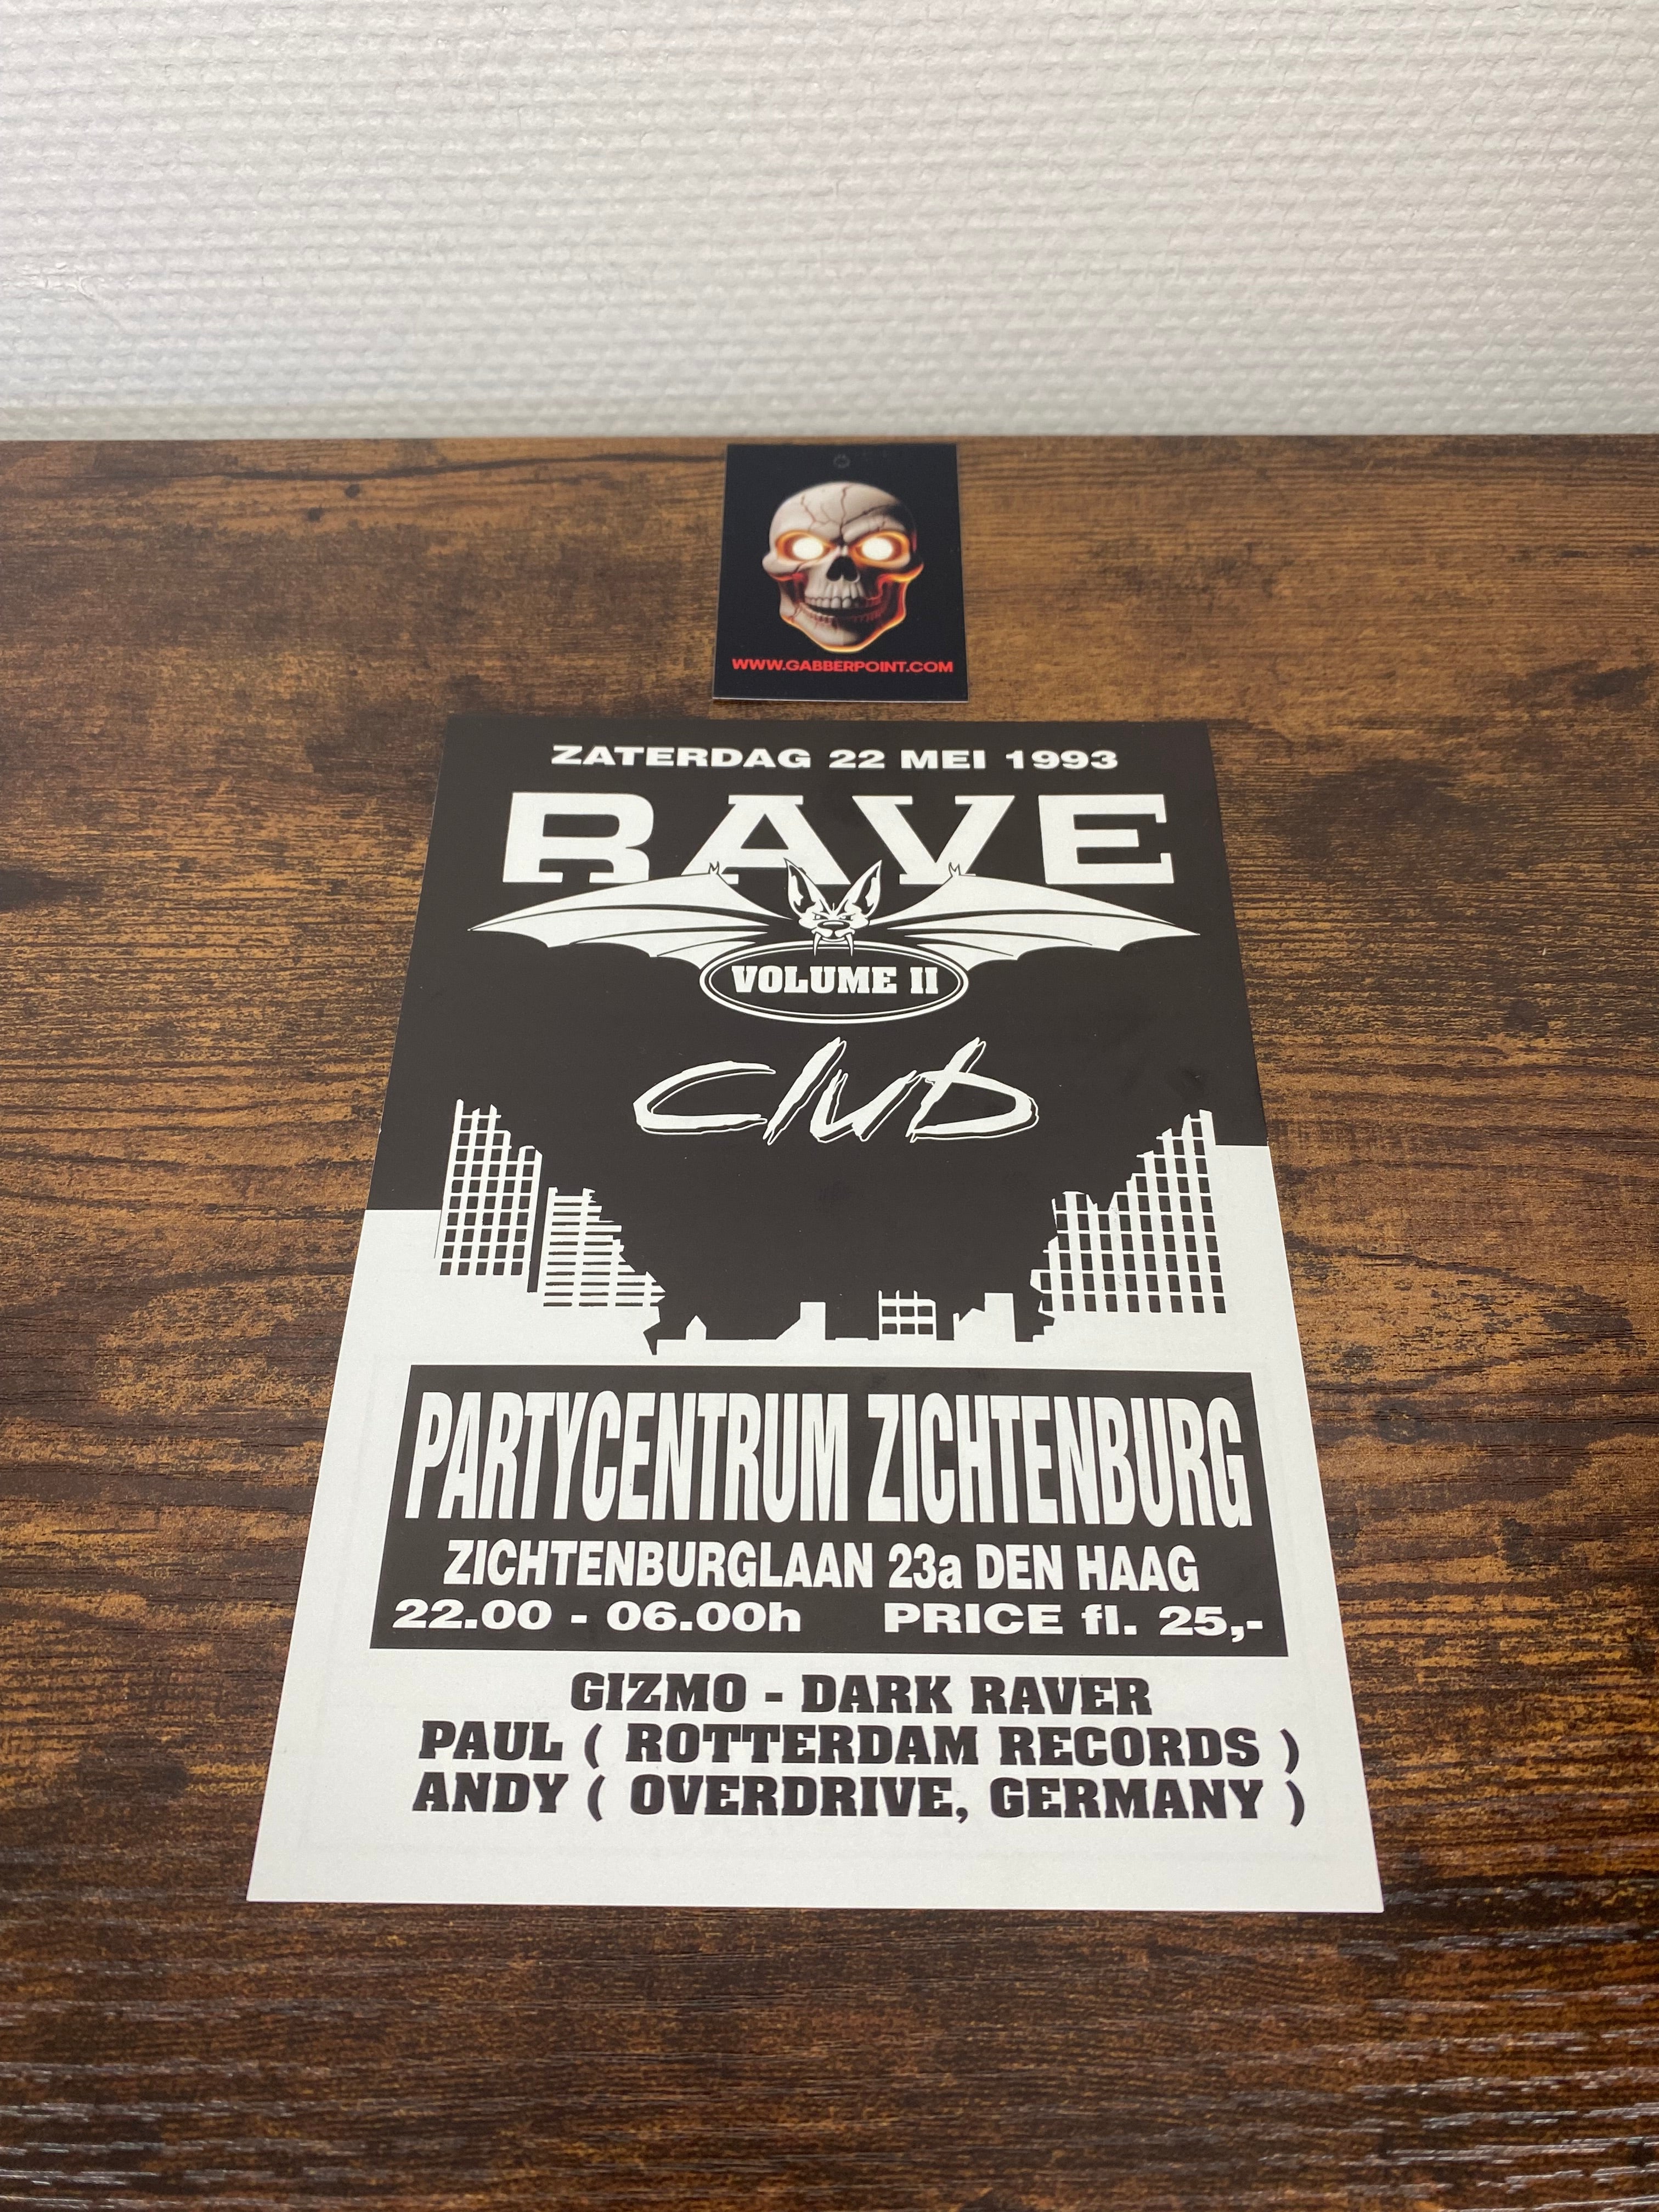 WWW.GABBERPOINT.COM
ZATERDAG 22 MEI 1993
RAVE
VOLUME II
Club
PARTYCENTRUM ZICHTENBURG
ZICHTENBURGLAAN 23a DEN HAAG
22.00 - 06.00h PRICE fl. 25,-
GIZMO - DARK RAVER
PAUL ( ROTTERDAM RECORDS )
ANDY ( OVERDRIVE, GERMANY )